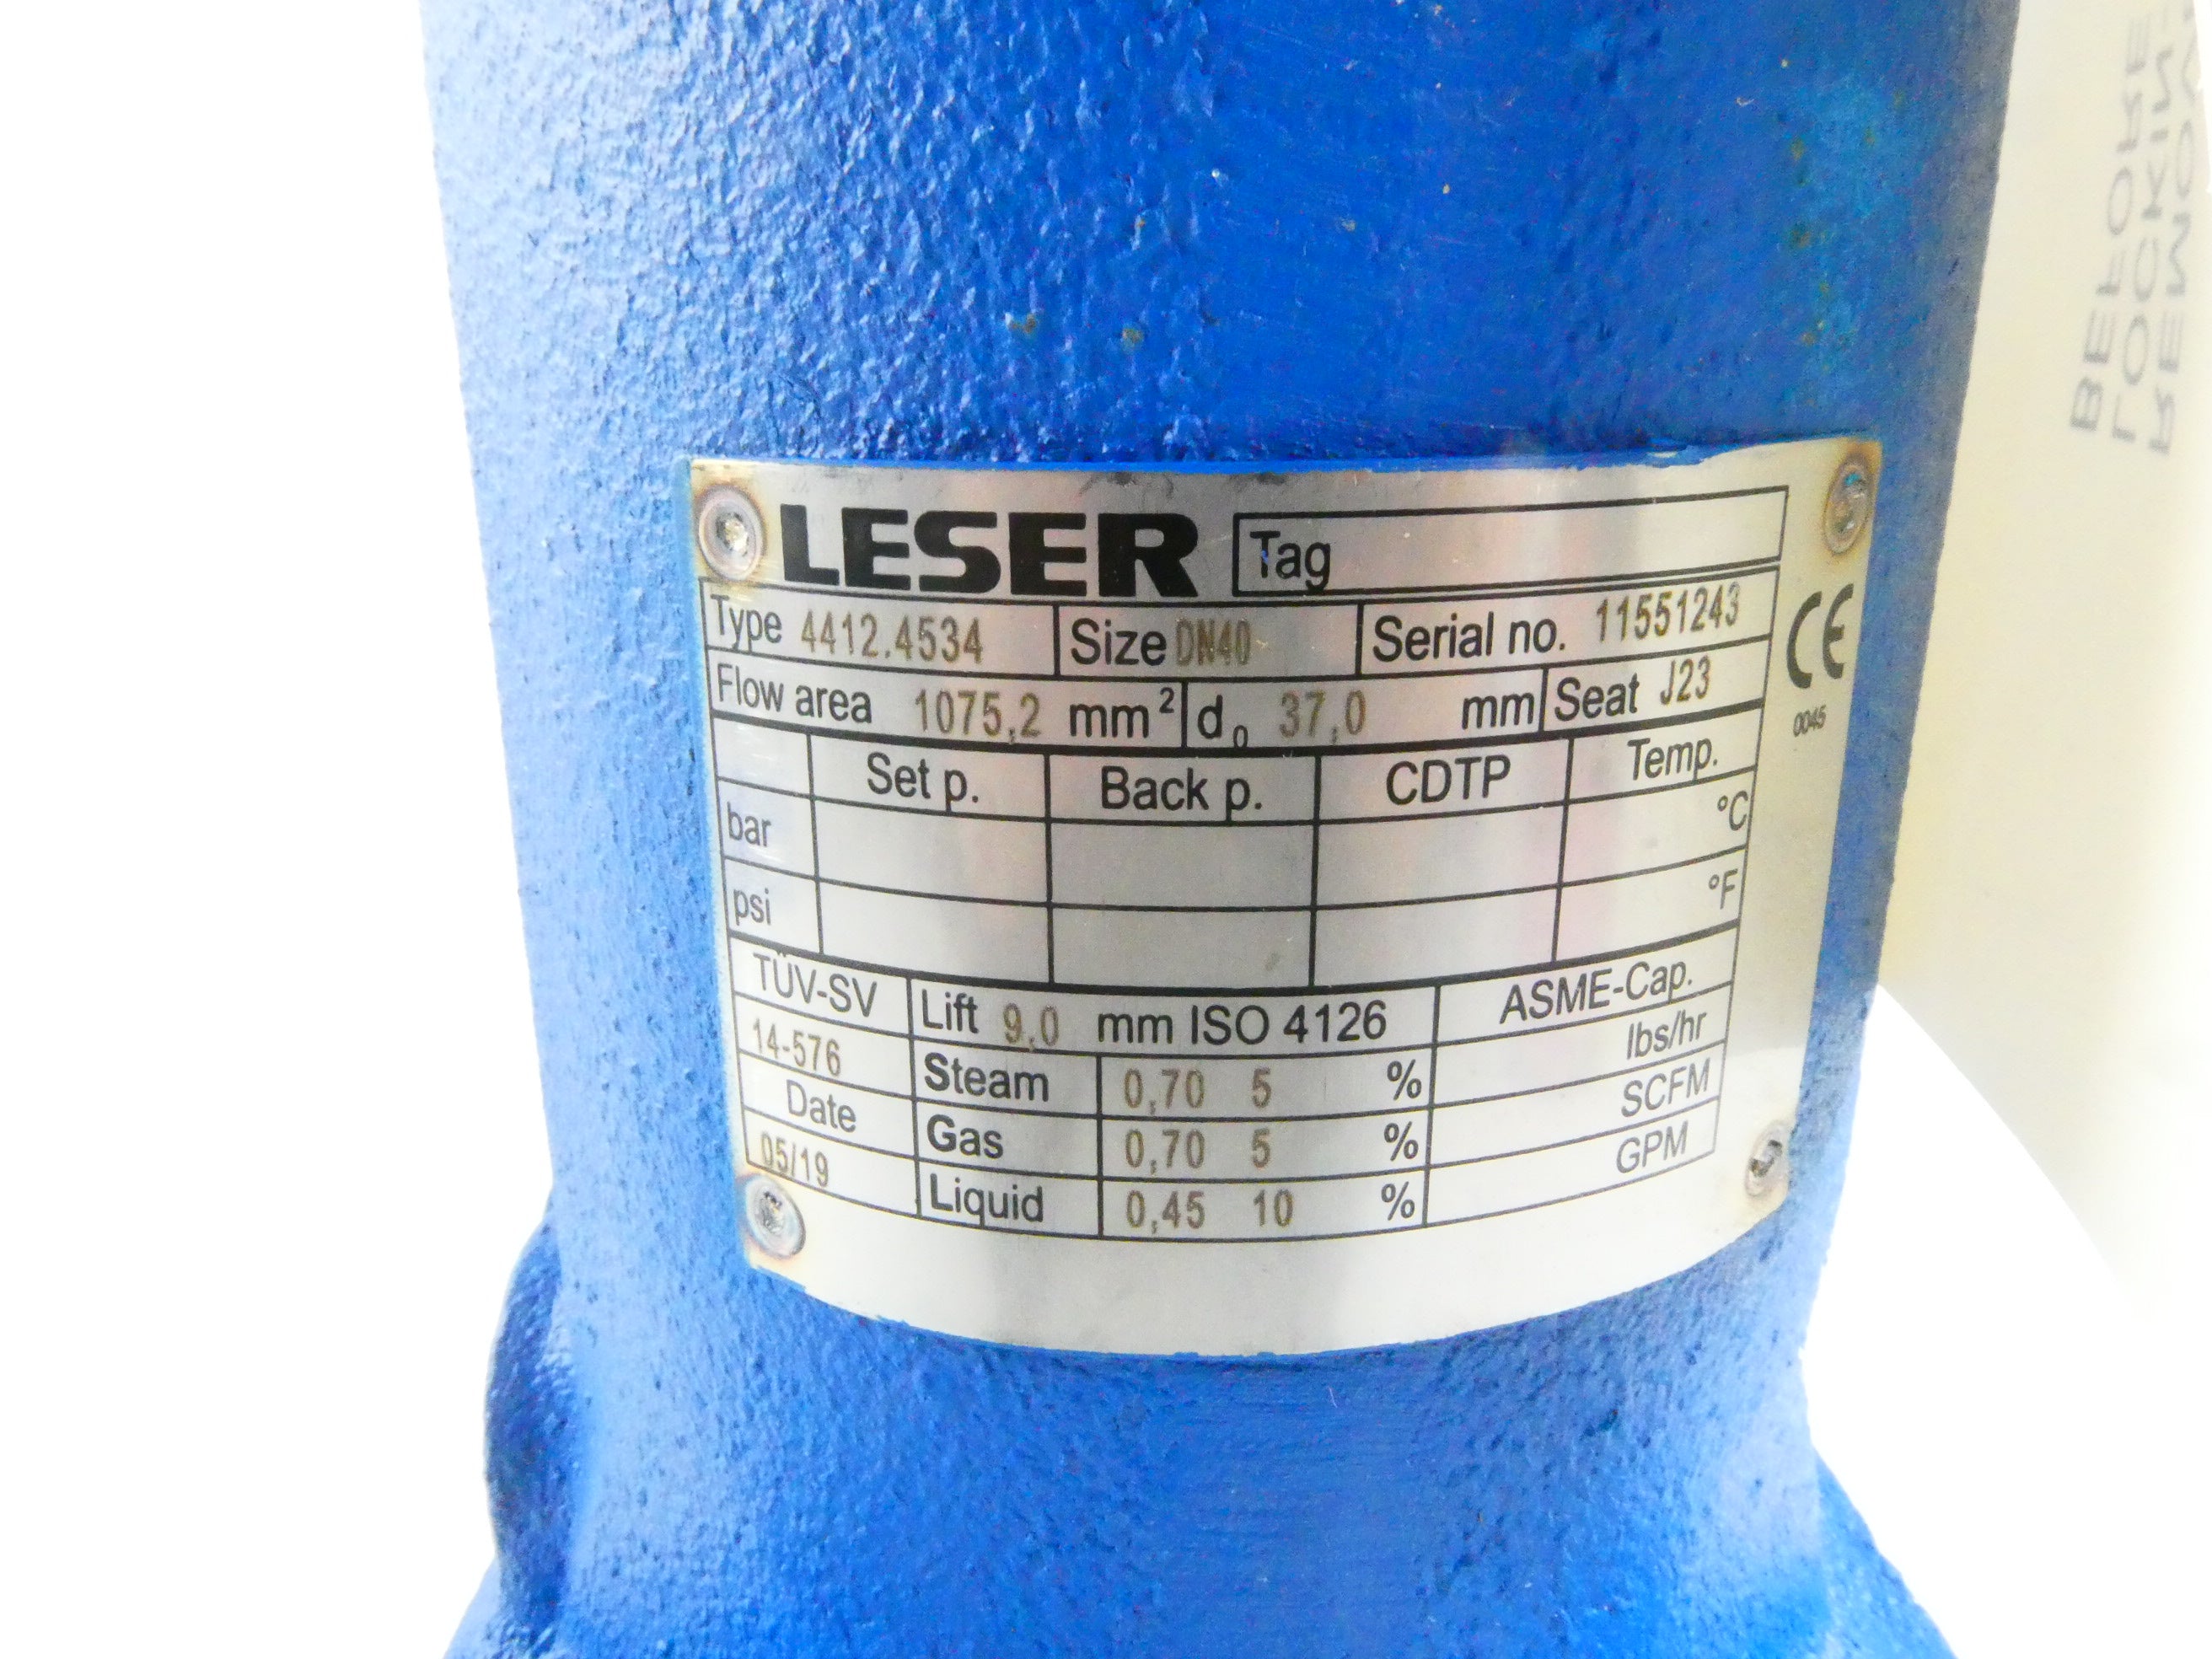 LESER Tag
Type 4412.4534 Size DN40 Serial no. 11551243
Flow area 1075,2 mm² d₀ 37,0 mm Seat J23
CE
0045
Set p. Back p. CDTP Temp.
bar °C
psi °F
TÜV-SV Lift 9,0 mm ISO 4126 ASME-Cap.
14-576 Steam 0,70 5 % lbs/hr
Date Gas 0,70 5 % SCFM
05/19 Liquid 0,45 10 % GPM
BEFORE